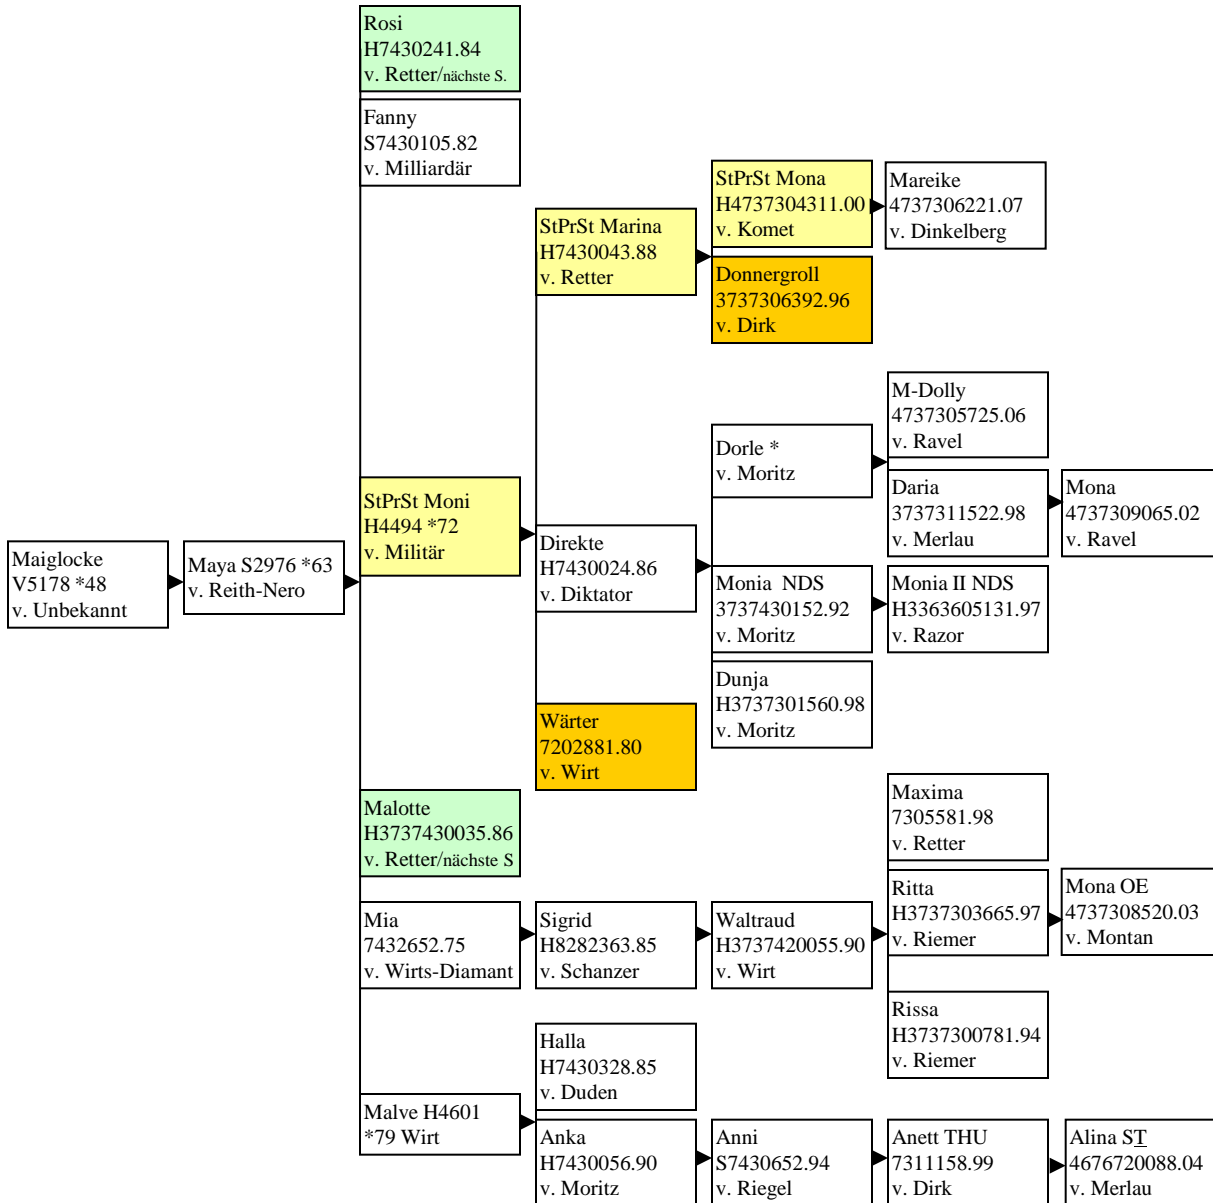 Rosi
H7430241.84
v. Retter/nächste S.
Fanny
S7430105.82
v. Milliardär
StPrSt Mona
H4737304311.00
v. Komet
Mareike
4737306221.07
v. Dinkelberg
StPrSt Marina
H7430043.88
v. Retter
Donnergroll
3737306392.96
v. Dirk
M-Dolly
4737305725.06
v. Ravel
Dorle *
v. Moritz
Daria
3737311522.98
v. Merlau
Mona
4737309065.02
v. Ravel
StPrSt Moni
H4494 *72
v. Militär
Maiglocke
V5178 *48
v. Unbekannt
Maya S2976 *63
v. Reith-Nero
Direkte
H7430024.86
v. Diktator
Monia  NDS
3737430152.92
v. Moritz
Monia II NDS
H3363605131.97
v. Razor
Dunja
H3737301560.98
v. Moritz
Wärter
7202881.80
v. Wirt
Malotte
H3737430035.86
v. Retter/nächste S
Maxima
7305581.98
v. Retter
Mia
7432652.75
v. Wirts-Diamant
Sigrid
H8282363.85
v. Schanzer
Waltraud
H3737420055.90
v. Wirt
Ritta
H3737303665.97
v. Riemer
Mona OE
4737308520.03
v. Montan
Rissa
H3737300781.94
v. Riemer
Halla
H7430328.85
v. Duden
Malve H4601
*79 Wirt
Anka
H7430056.90
v. Moritz
Anni
S7430652.94
v. Riegel
Anett THU
7311158.99
v. Dirk
Alina ST
4676720088.04
v. Merlau